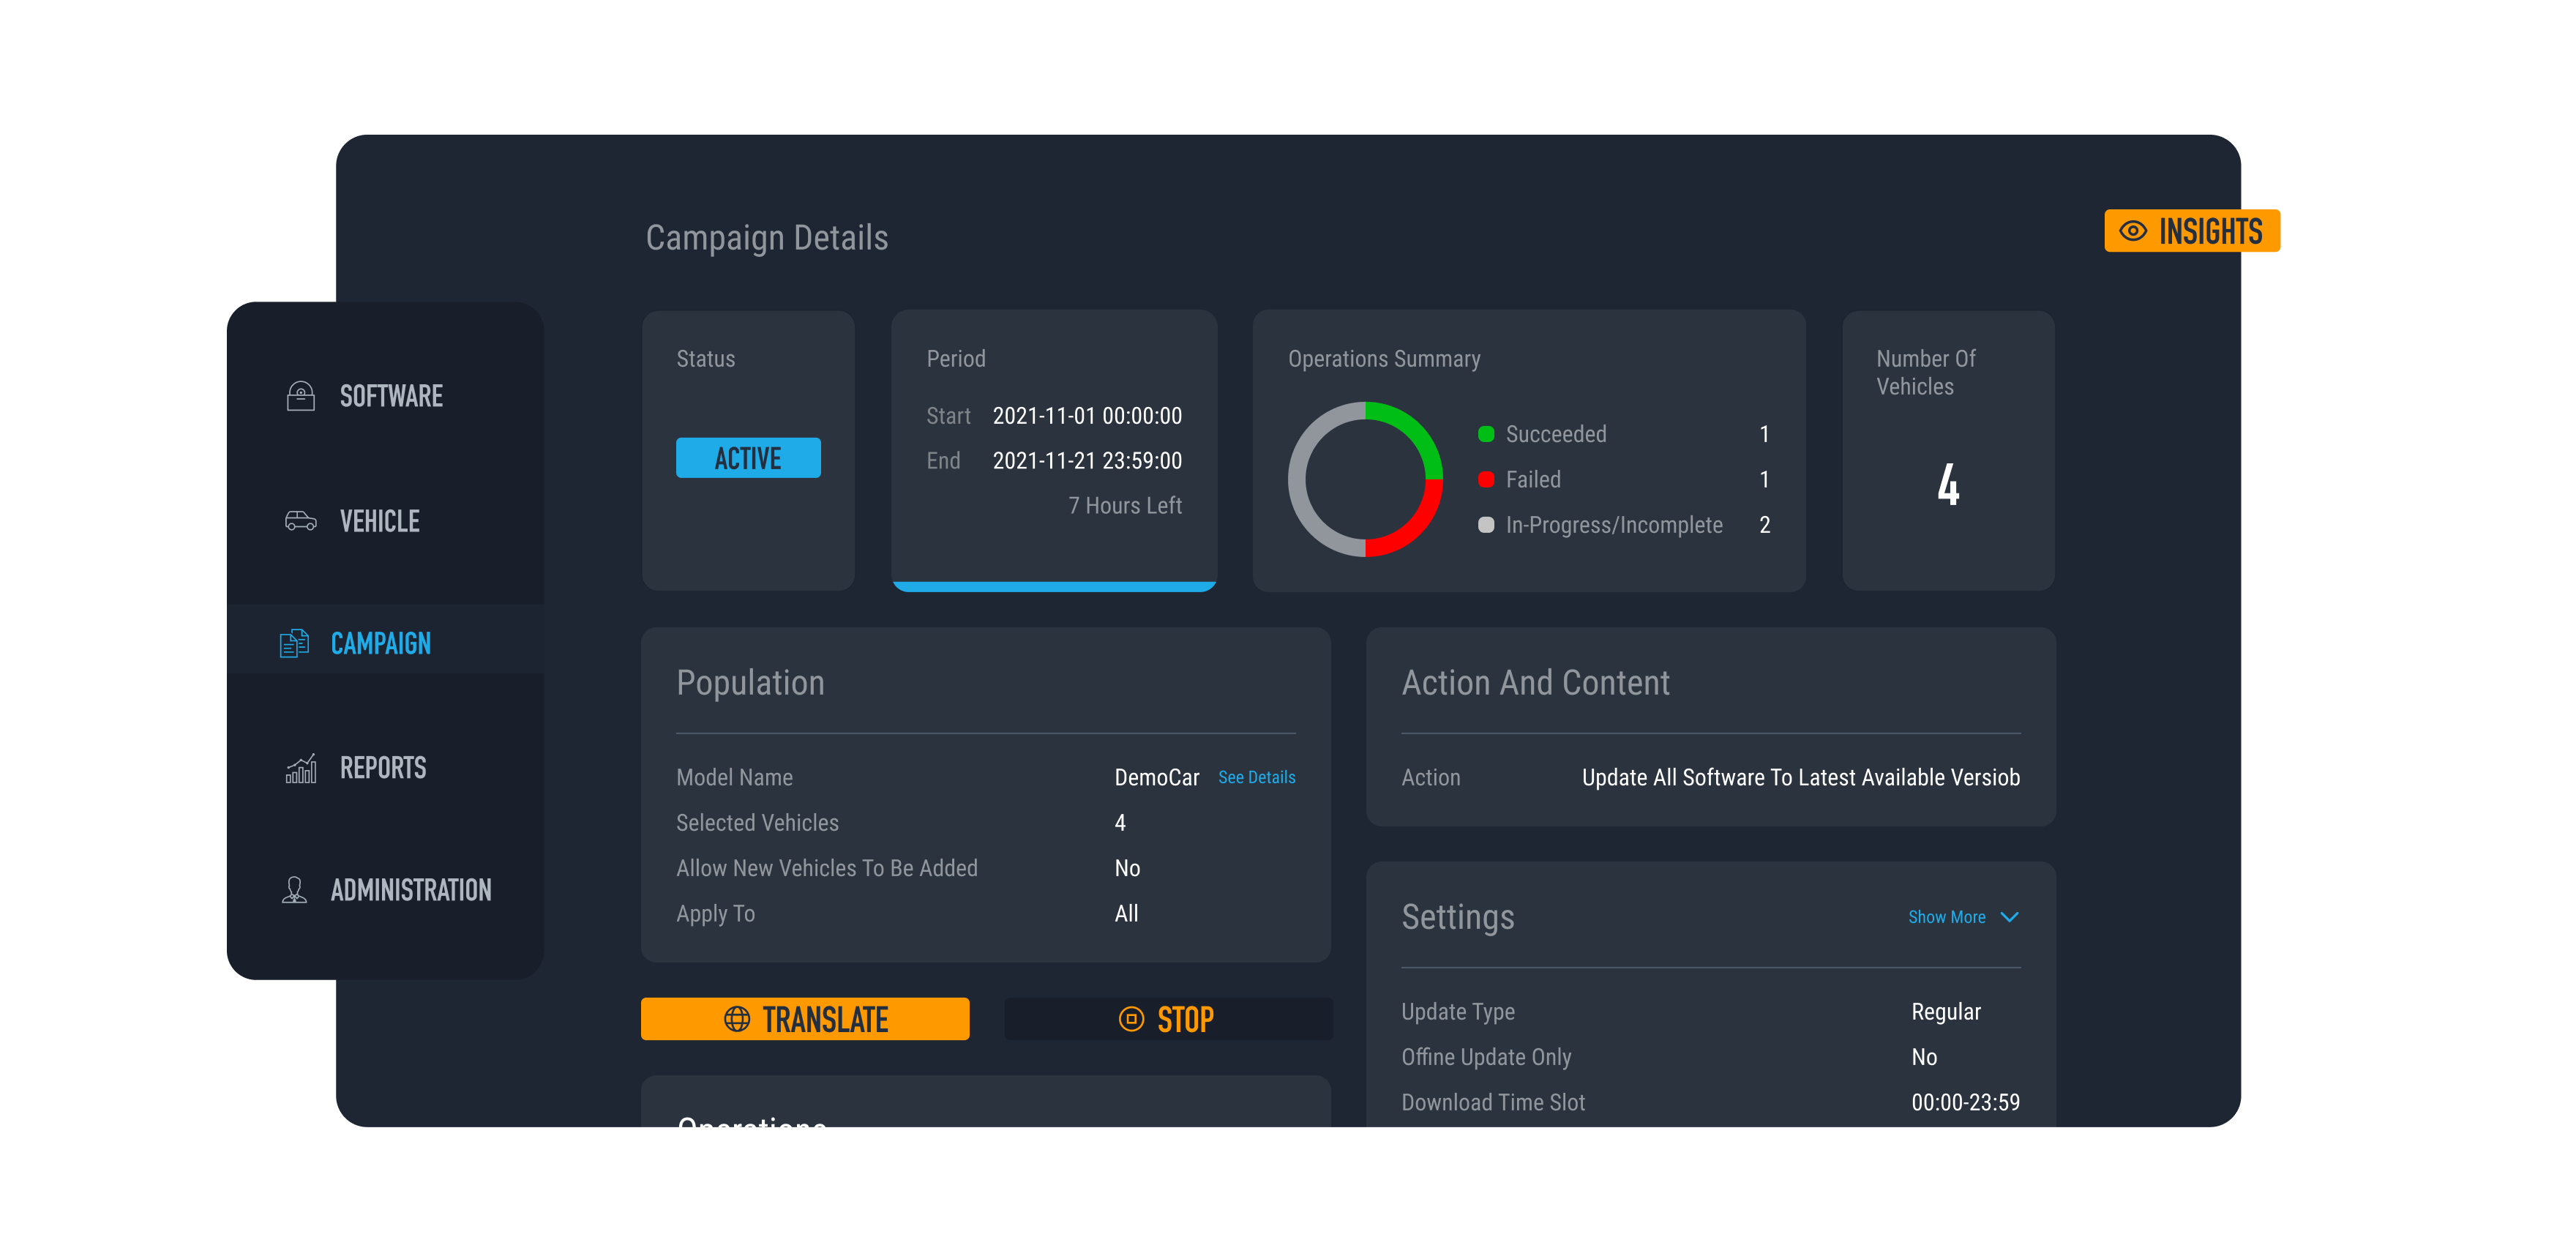 Campaign Details
INSIGHTS
SOFTWARE
VEHICLE
CAMPAIGN
REPORTS
ADMINISTRATION
Status
ACTIVE
Period
Start 2021-11-01 00:00:00
End 2021-11-21 23:59:00
7 Hours Left
Operations Summary
Succeeded 1
Failed 1
In-Progress/Incomplete 2
Number Of
Vehicles
4
Population
Model Name DemoCar See Details
Selected Vehicles 4
Allow New Vehicles To Be Added No
Apply To All
Action And Content
Action Update All Software To Latest Available Versiob
TRANSLATE
STOP
Settings Show More
Update Type Regular
Offine Update Only No
Download Time Slot 00:00-23:59
Operations